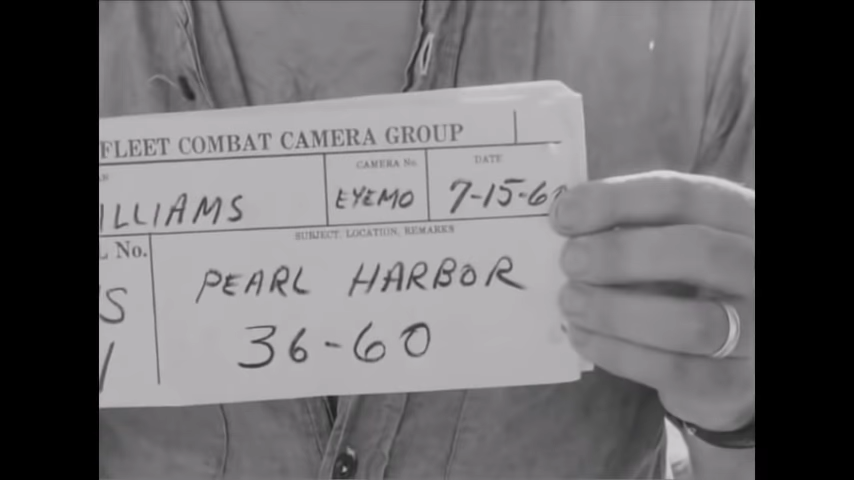 FLEET COMBAT CAMERA GROUP
CAMERA No.
DATE
ILLIAMS
EYEMO
7-15-60
SUBJECT, LOCATION, REMARKS
L No.
PEARL HARBOR
S
36-60